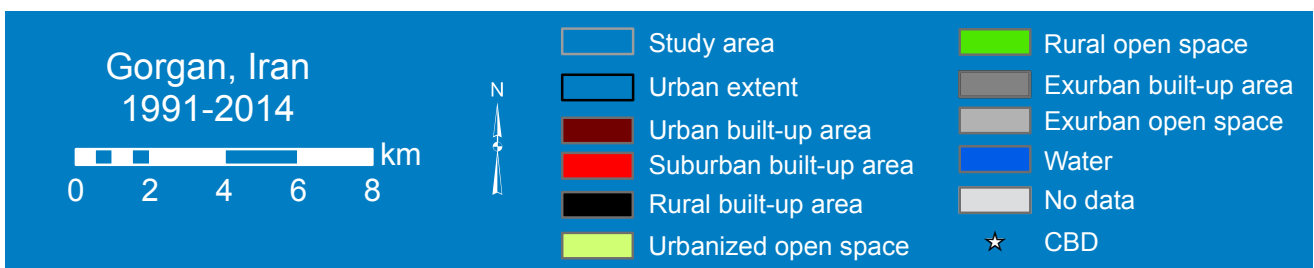 Gorgan, Iran
1991-2014
km
0 2 4 6 8
N
Study area
Urban extent
Urban built-up area
Suburban built-up area
Rural built-up area
Urbanized open space
Rural open space
Exurban built-up area
Exurban open space
Water
No data
CBD